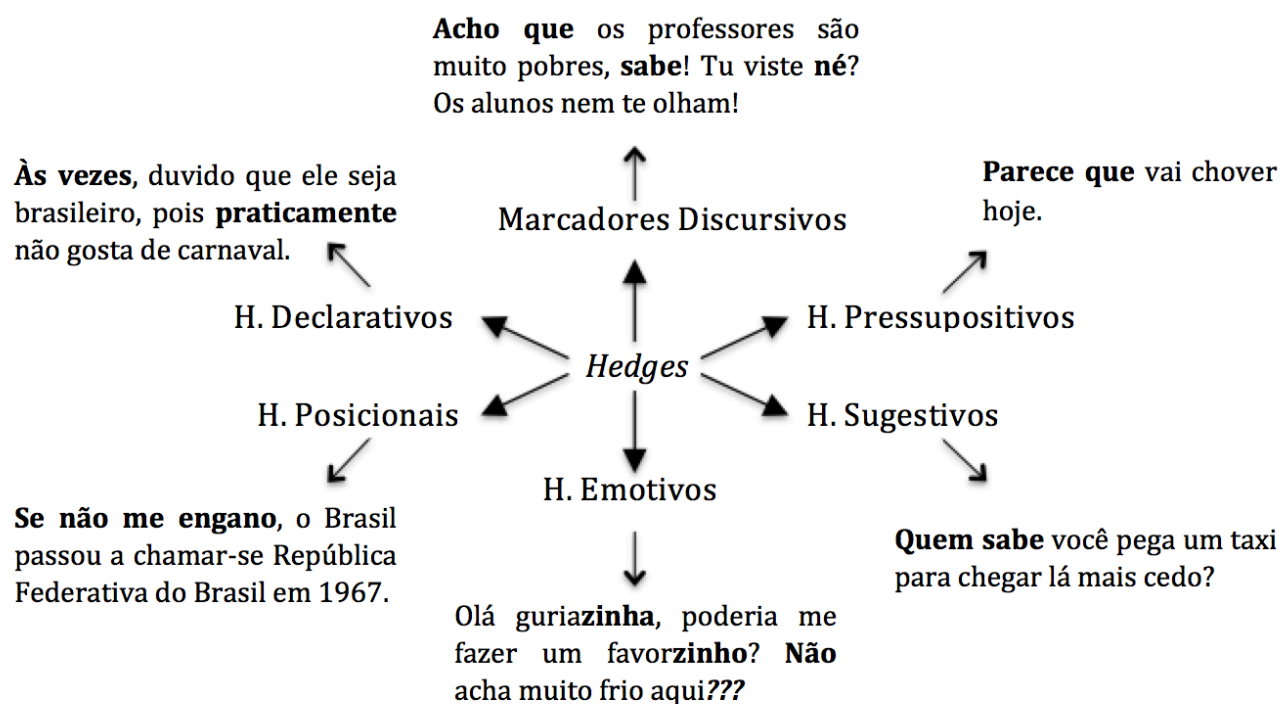 Acho que os professores são
muito pobres, sabe! Tu viste né?
Os alunos nem te olham!
Às vezes, duvido que ele seja
brasileiro, pois praticamente
não gosta de carnaval.
Parece que vai chover
hoje.
Marcadores Discursivos
H. Declarativos
H. Pressupositivos
Hedges
H. Posicionais
H. Sugestivos
H. Emotivos
Se não me engano, o Brasil
passou a chamar-se República
Federativa do Brasil em 1967.
Quem sabe você pega um taxi
para chegar lá mais cedo?
Olá guriazinha, poderia me
fazer um favorzinho? Não
acha muito frio aqui???